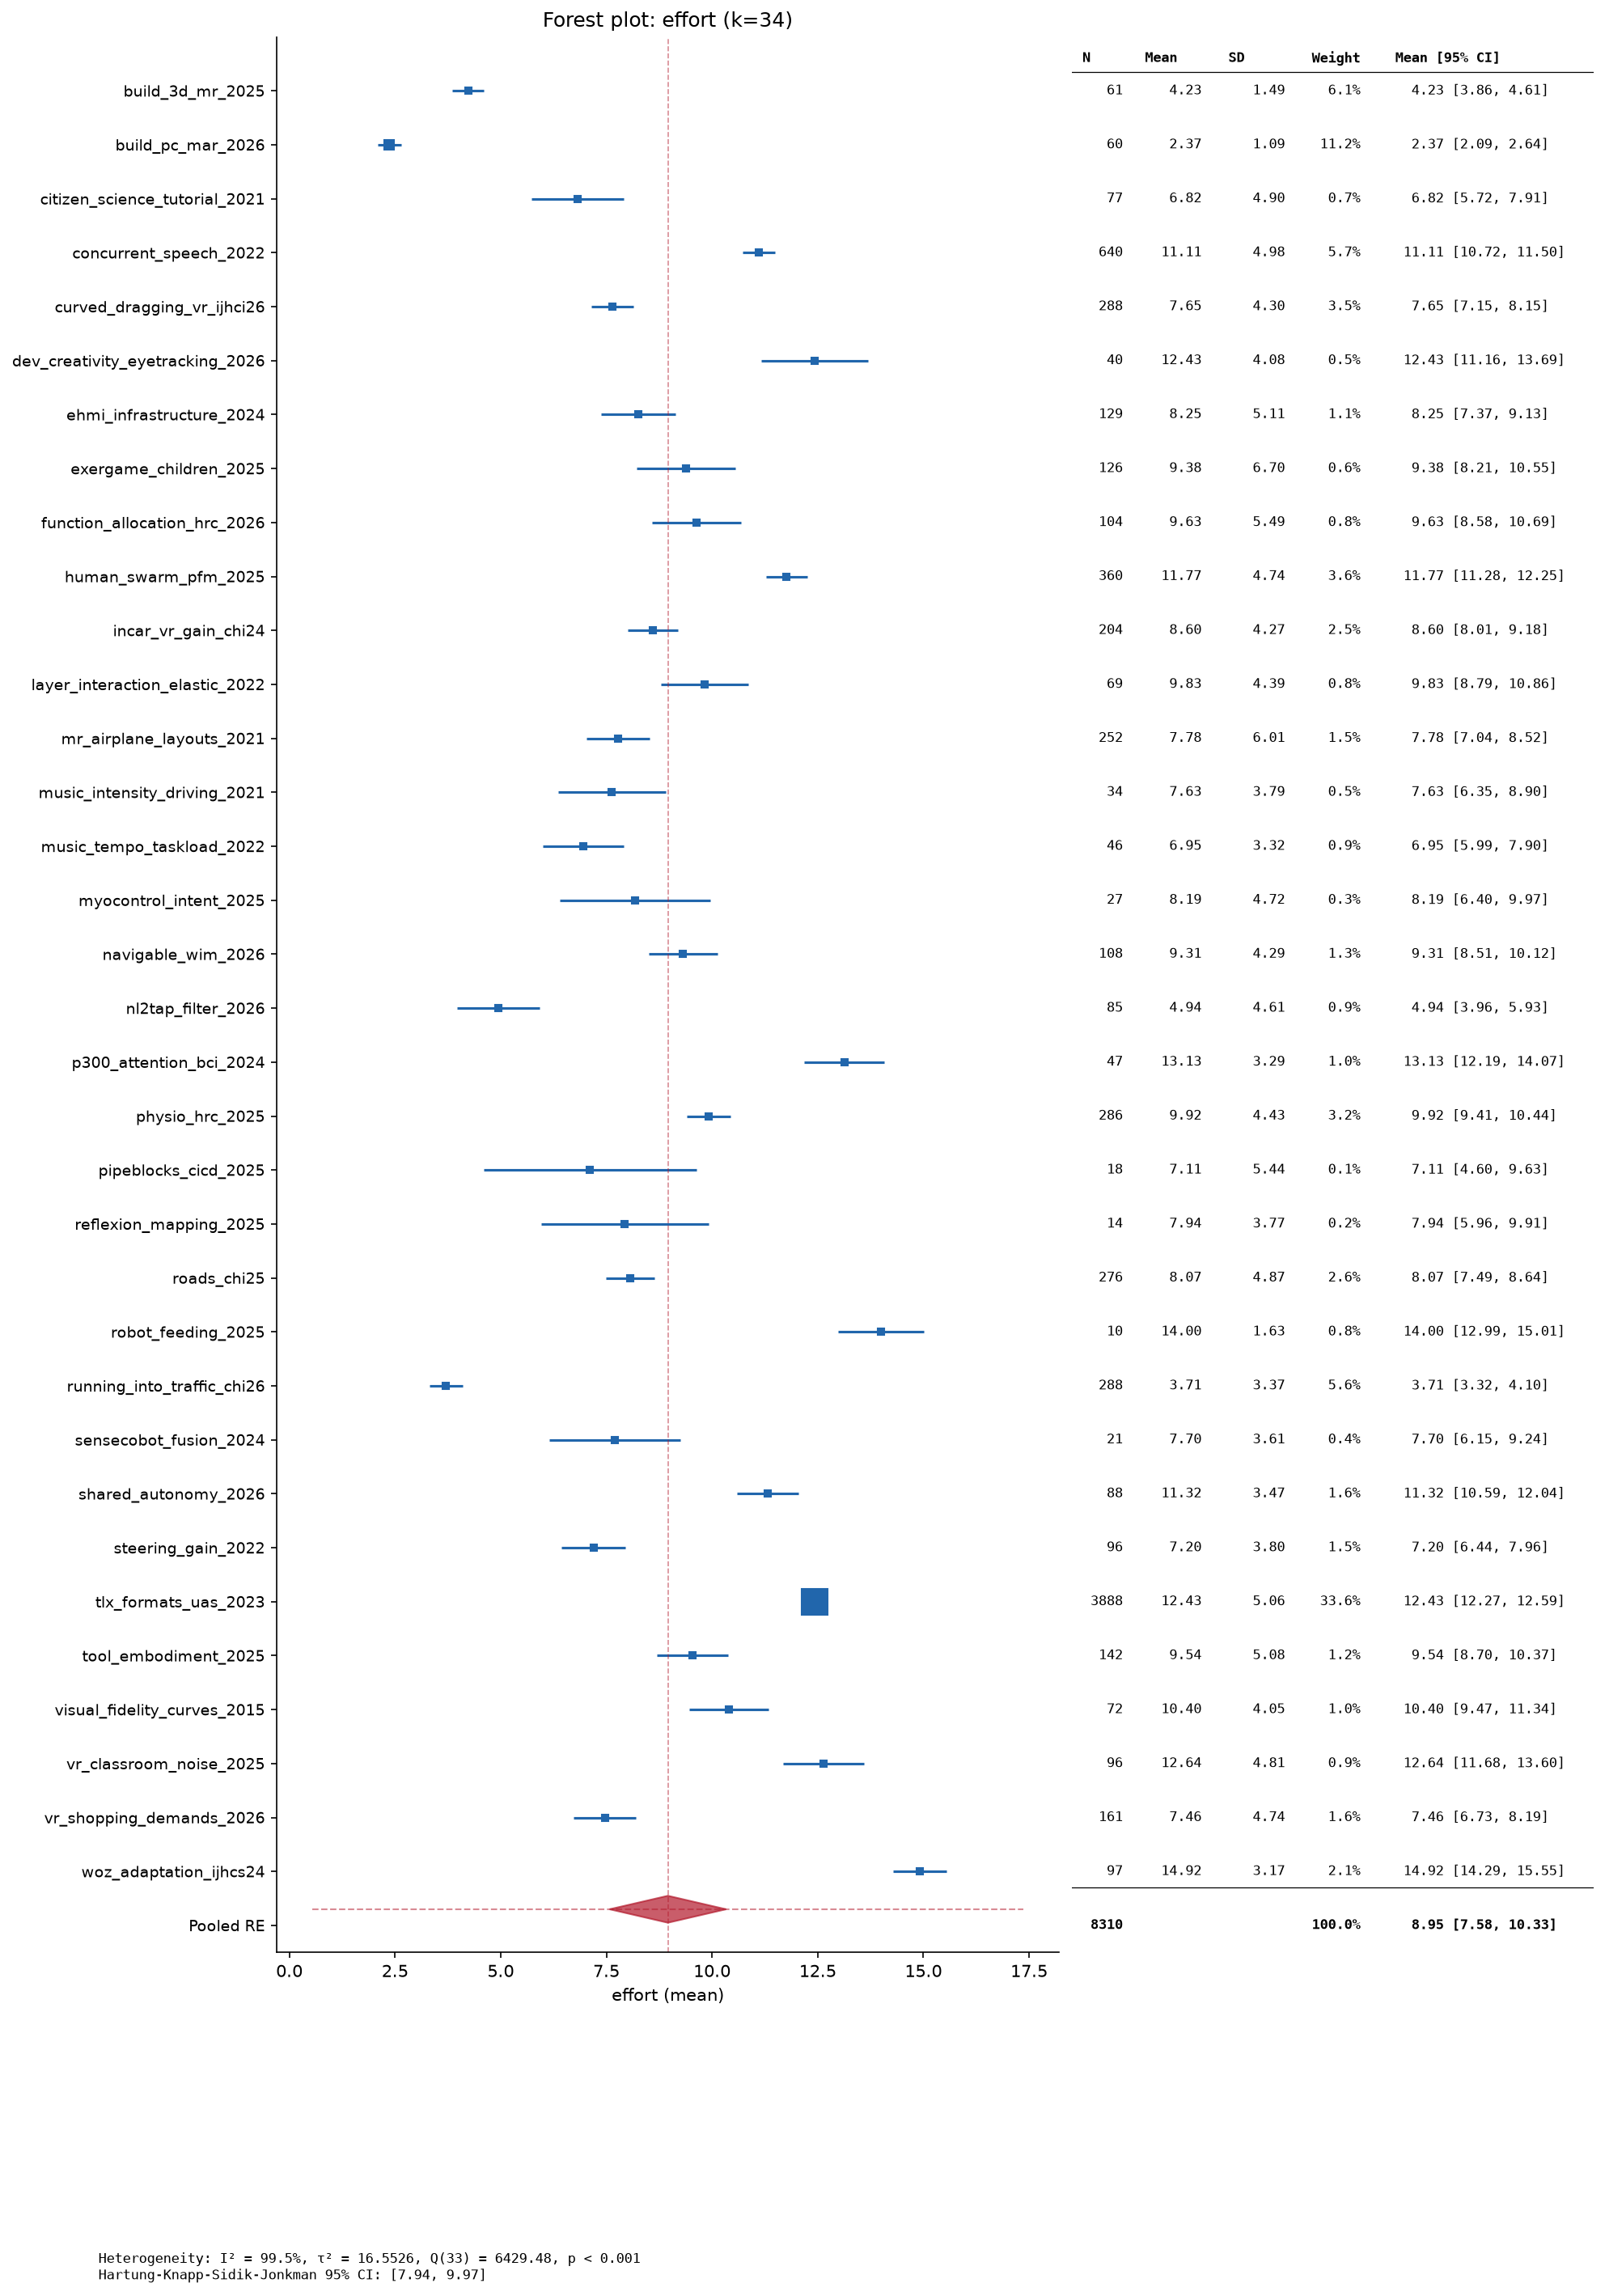 Forest plot: effort (k=34)
N Mean SD Weight Mean [95% CI]
build_3d_mr_2025 61 4.23 1.49 6.1% 4.23 [3.86, 4.61]
build_pc_mar_2026 60 2.37 1.09 11.2% 2.37 [2.09, 2.64]
citizen_science_tutorial_2021 77 6.82 4.90 0.7% 6.82 [5.72, 7.91]
concurrent_speech_2022 640 11.11 4.98 5.7% 11.11 [10.72, 11.50]
curved_dragging_vr_ijhci26 288 7.65 4.30 3.5% 7.65 [7.15, 8.15]
dev_creativity_eyetracking_2026 40 12.43 4.08 0.5% 12.43 [11.16, 13.69]
ehmi_infrastructure_2024 129 8.25 5.11 1.1% 8.25 [7.37, 9.13]
exergame_children_2025 126 9.38 6.70 0.6% 9.38 [8.21, 10.55]
function_allocation_hrc_2026 104 9.63 5.49 0.8% 9.63 [8.58, 10.69]
human_swarm_pfm_2025 360 11.77 4.74 3.6% 11.77 [11.28, 12.25]
incar_vr_gain_chi24 204 8.60 4.27 2.5% 8.60 [8.01, 9.18]
layer_interaction_elastic_2022 69 9.83 4.39 0.8% 9.83 [8.79, 10.86]
mr_airplane_layouts_2021 252 7.78 6.01 1.5% 7.78 [7.04, 8.52]
music_intensity_driving_2021 34 7.63 3.79 0.5% 7.63 [6.35, 8.90]
music_tempo_taskload_2022 46 6.95 3.32 0.9% 6.95 [5.99, 7.90]
myocontrol_intent_2025 27 8.19 4.72 0.3% 8.19 [6.40, 9.97]
navigable_wim_2026 108 9.31 4.29 1.3% 9.31 [8.51, 10.12]
nl2tap_filter_2026 85 4.94 4.61 0.9% 4.94 [3.96, 5.93]
p300_attention_bci_2024 47 13.13 3.29 1.0% 13.13 [12.19, 14.07]
physio_hrc_2025 286 9.92 4.43 3.2% 9.92 [9.41, 10.44]
pipeblocks_cicd_2025 18 7.11 5.44 0.1% 7.11 [4.60, 9.63]
reflexion_mapping_2025 14 7.94 3.77 0.2% 7.94 [5.96, 9.91]
roads_chi25 276 8.07 4.87 2.6% 8.07 [7.49, 8.64]
robot_feeding_2025 10 14.00 1.63 0.8% 14.00 [12.99, 15.01]
running_into_traffic_chi26 288 3.71 3.37 5.6% 3.71 [3.32, 4.10]
sensecobot_fusion_2024 21 7.70 3.61 0.4% 7.70 [6.15, 9.24]
shared_autonomy_2026 88 11.32 3.47 1.6% 11.32 [10.59, 12.04]
steering_gain_2022 96 7.20 3.80 1.5% 7.20 [6.44, 7.96]
tlx_formats_uas_2023 3888 12.43 5.06 33.6% 12.43 [12.27, 12.59]
tool_embodiment_2025 142 9.54 5.08 1.2% 9.54 [8.70, 10.37]
visual_fidelity_curves_2015 72 10.40 4.05 1.0% 10.40 [9.47, 11.34]
vr_classroom_noise_2025 96 12.64 4.81 0.9% 12.64 [11.68, 13.60]
vr_shopping_demands_2026 161 7.46 4.74 1.6% 7.46 [6.73, 8.19]
woz_adaptation_ijhcs24 97 14.92 3.17 2.1% 14.92 [14.29, 15.55]
Pooled RE 8310 100.0% 8.95 [7.58, 10.33]
0.0 2.5 5.0 7.5 10.0 12.5 15.0 17.5
effort (mean)
Heterogeneity: I² = 99.5%, τ² = 16.5526, Q(33) = 6429.48, p < 0.001
Hartung-Knapp-Sidik-Jonkman 95% CI: [7.94, 9.97]